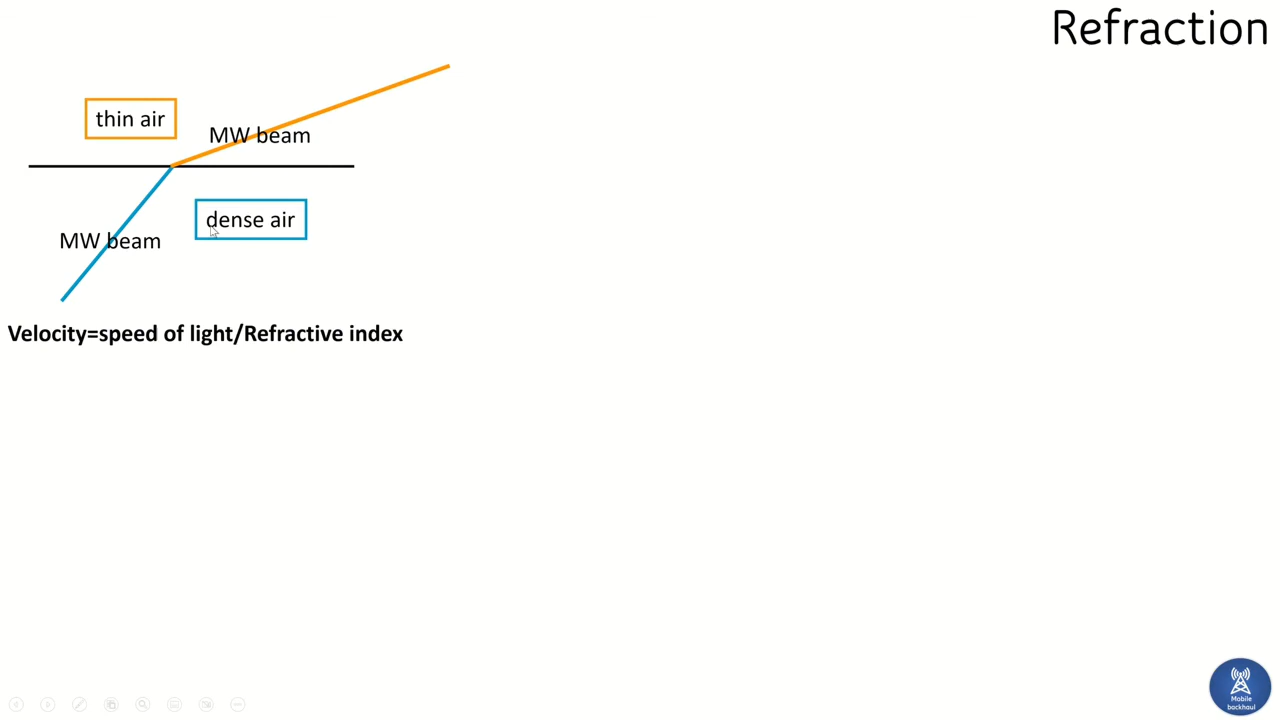 Refraction
thin air
MW beam
dense air
MW beam
Velocity=speed of light/Refractive index
Mobile
backhaul